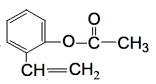 O
O—C—CH₃
CH=CH₂